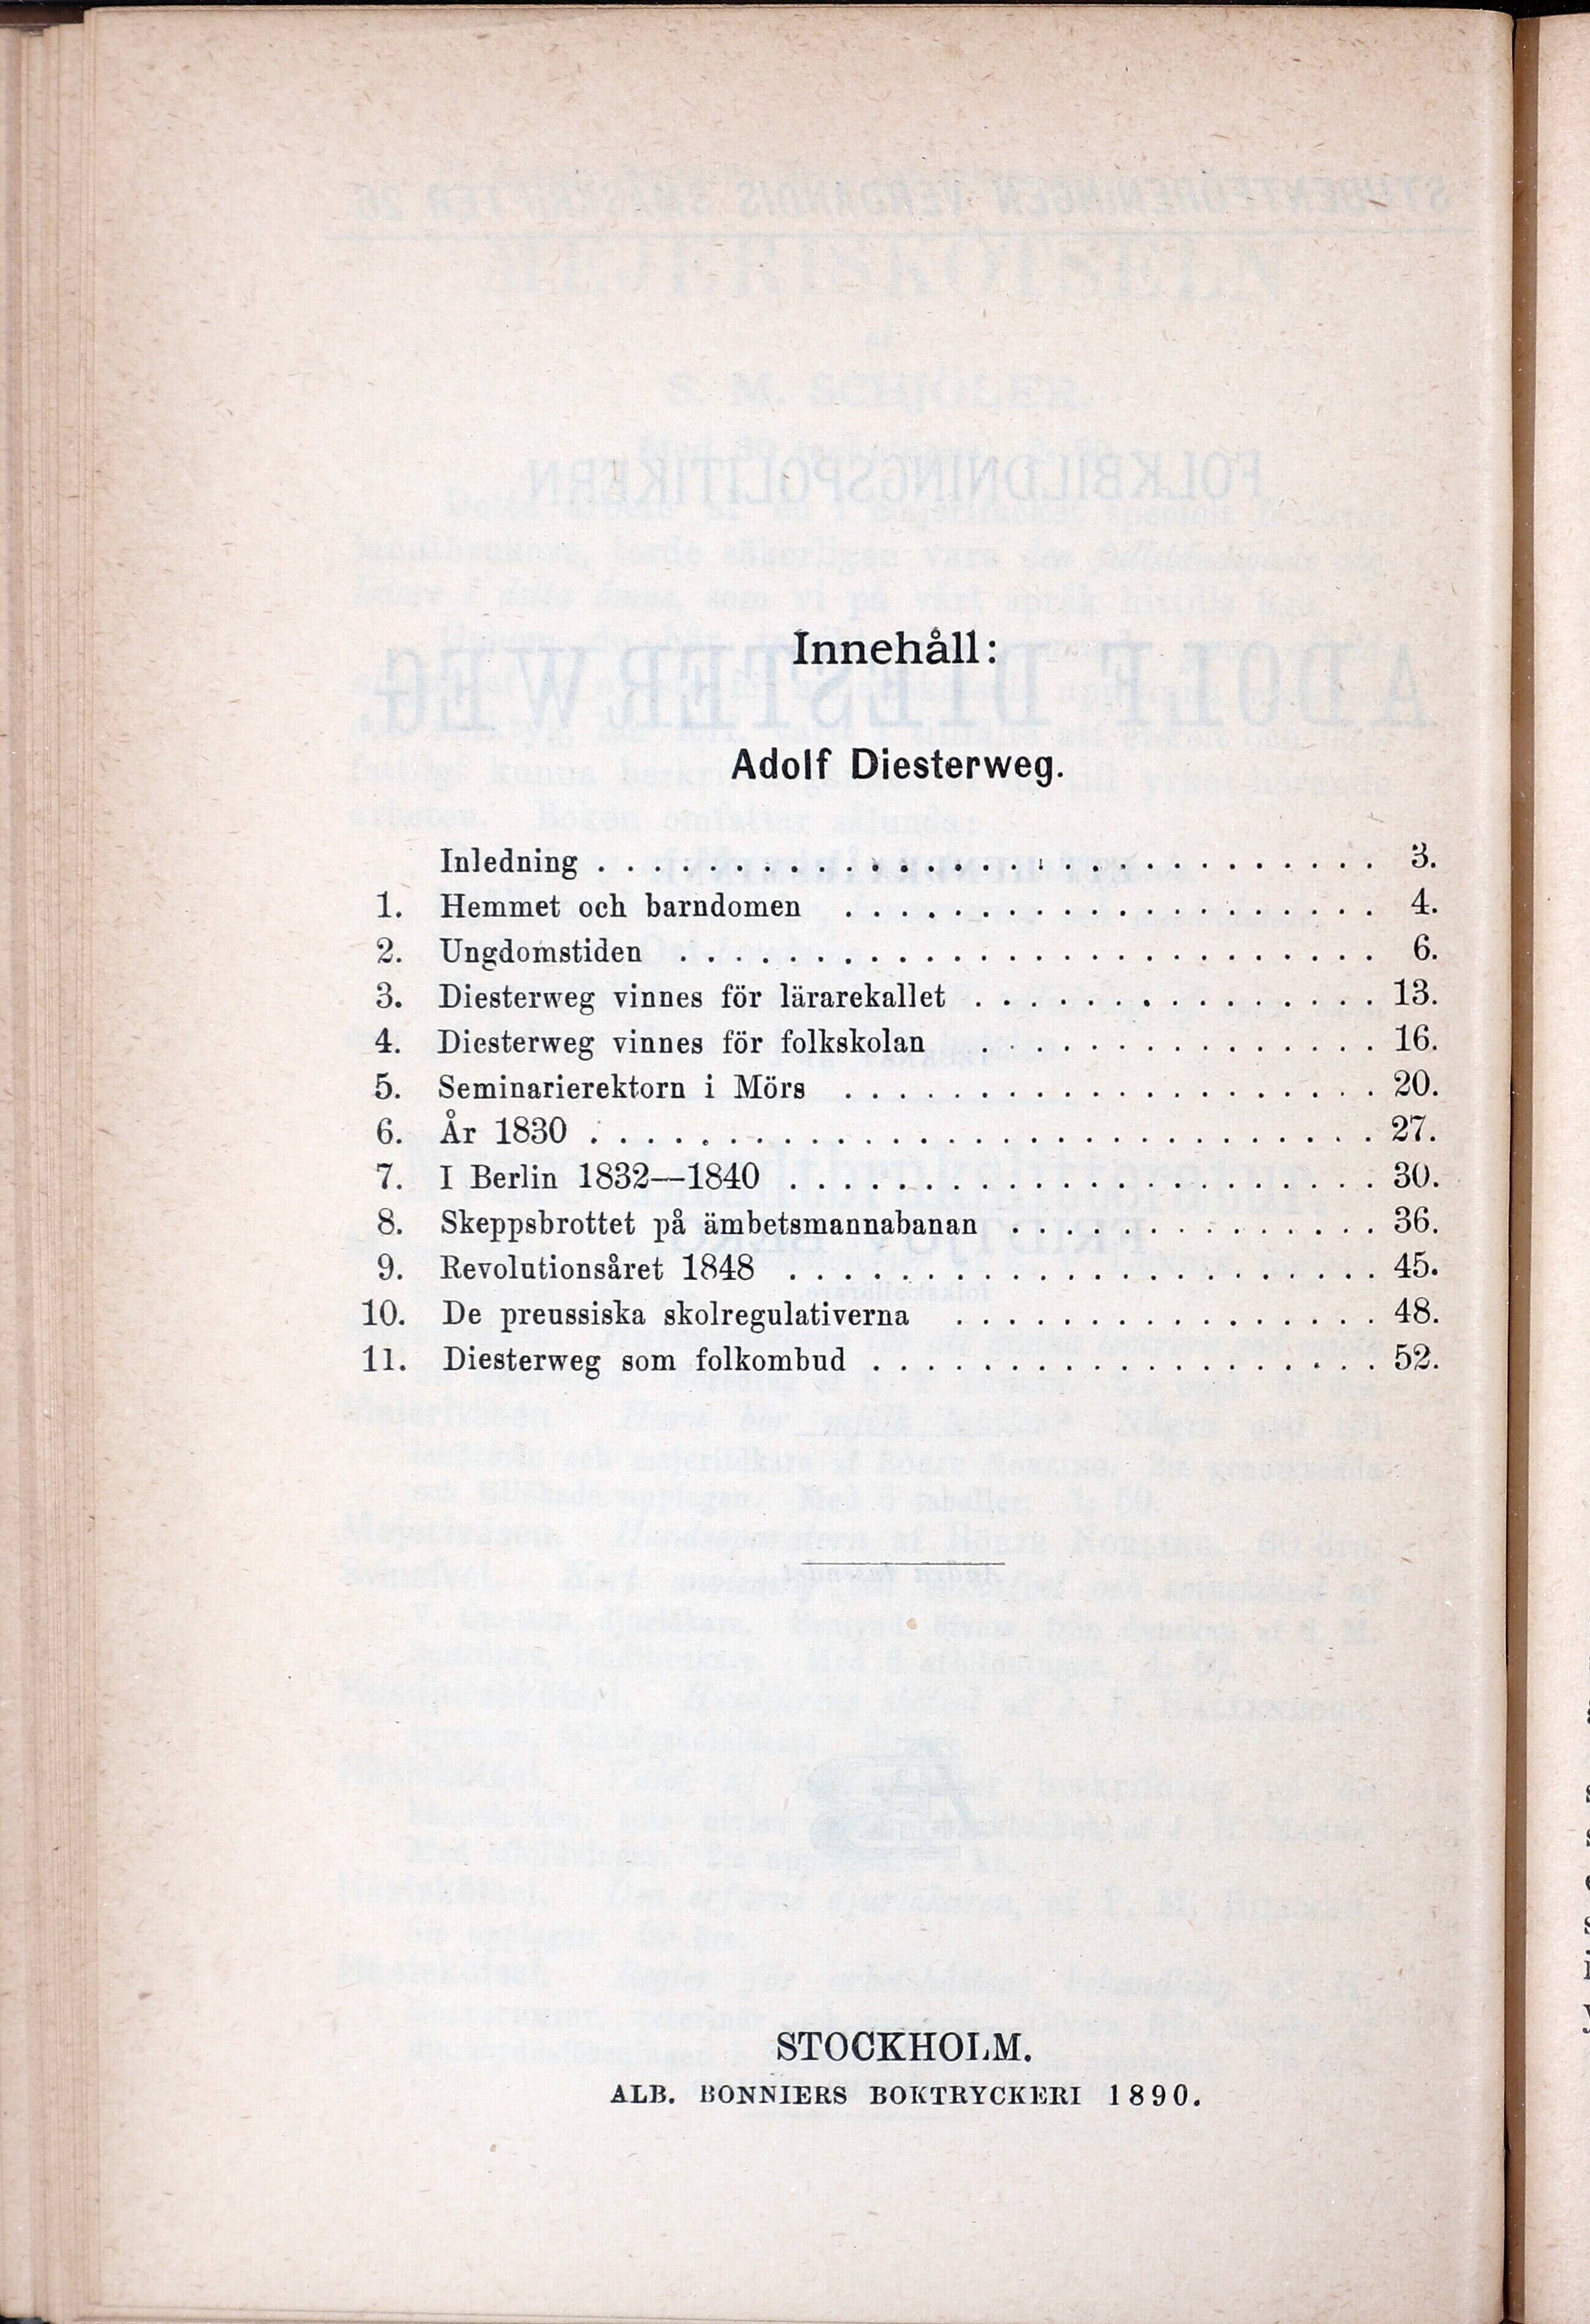 Innehåll:
Adolf Diesterweg.
Inledning . . . . . . . . . . . . . . . . . . . . . . . . . . . . . 3.
1. Hemmet och barndomen . . . . . . . . . . . . . . . . . . . . 4.
2. Ungdomstiden . . . . . . . . . . . . . . . . . . . . . . . . . . 6.
3. Diesterweg vinnes för lärarekallet . . . . . . . . . . . . . . . 13.
4. Diesterweg vinnes för folkskolan . . . . . . . . . . . . . . . 16.
5. Seminarierektorn i Mörs . . . . . . . . . . . . . . . . . . . . 20.
6. År 1830 . . . . . . . . . . . . . . . . . . . . . . . . . . . . . 27.
7. I Berlin 1832—1840 . . . . . . . . . . . . . . . . . . . . . . 30.
8. Skeppsbrottet på ämbetsmannabanan . . . . . . . . . . . . . . 36.
9. Revolutionsåret 1848 . . . . . . . . . . . . . . . . . . . . . . 45.
10. De preussiska skolregulativerna . . . . . . . . . . . . . . . . 48.
11. Diesterweg som folkombud . . . . . . . . . . . . . . . . . . . 52.
STOCKHOLM.
ALB. BONNIERS BOKTRYCKERI 1890.